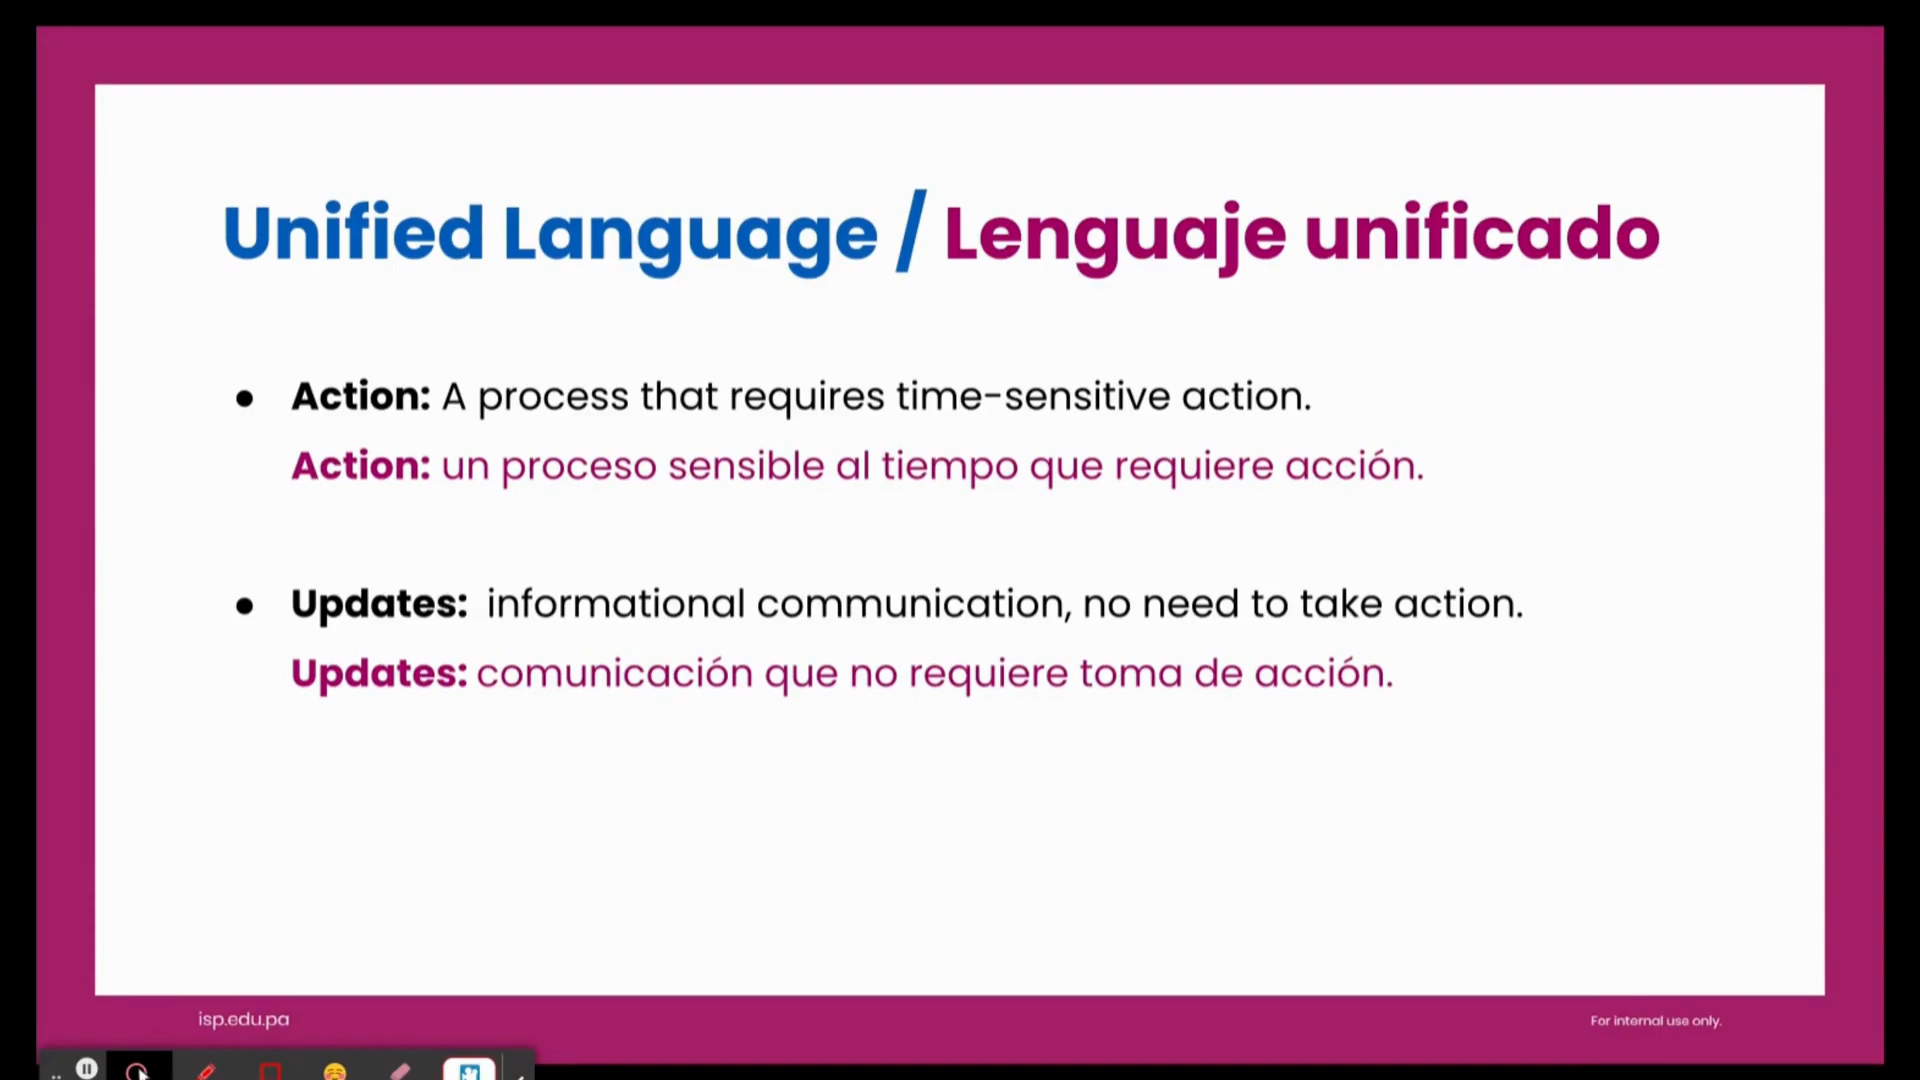 Unified Language / Lenguaje unificado
● Action: A process that requires time-sensitive action.
Action: un proceso sensible al tiempo que requiere acción.
● Updates: informational communication, no need to take action.
Updates: comunicación que no requiere toma de acción.
isp.edu.pa
For internal use only.